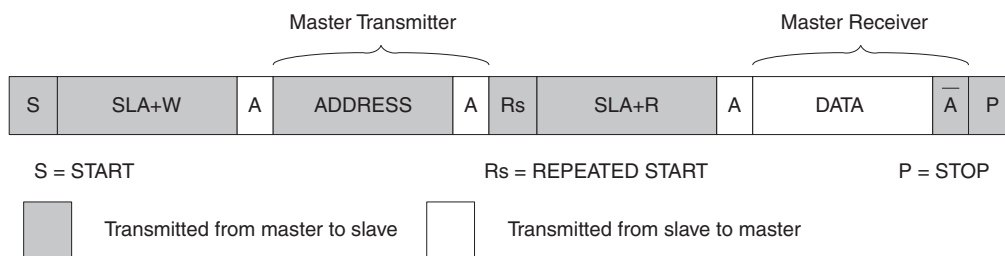 Master Transmitter Master Receiver
S SLA+W A ADDRESS A Rs SLA+R A DATA A̅ P
S = START Rs = REPEATED START P = STOP
Transmitted from master to slave Transmitted from slave to master